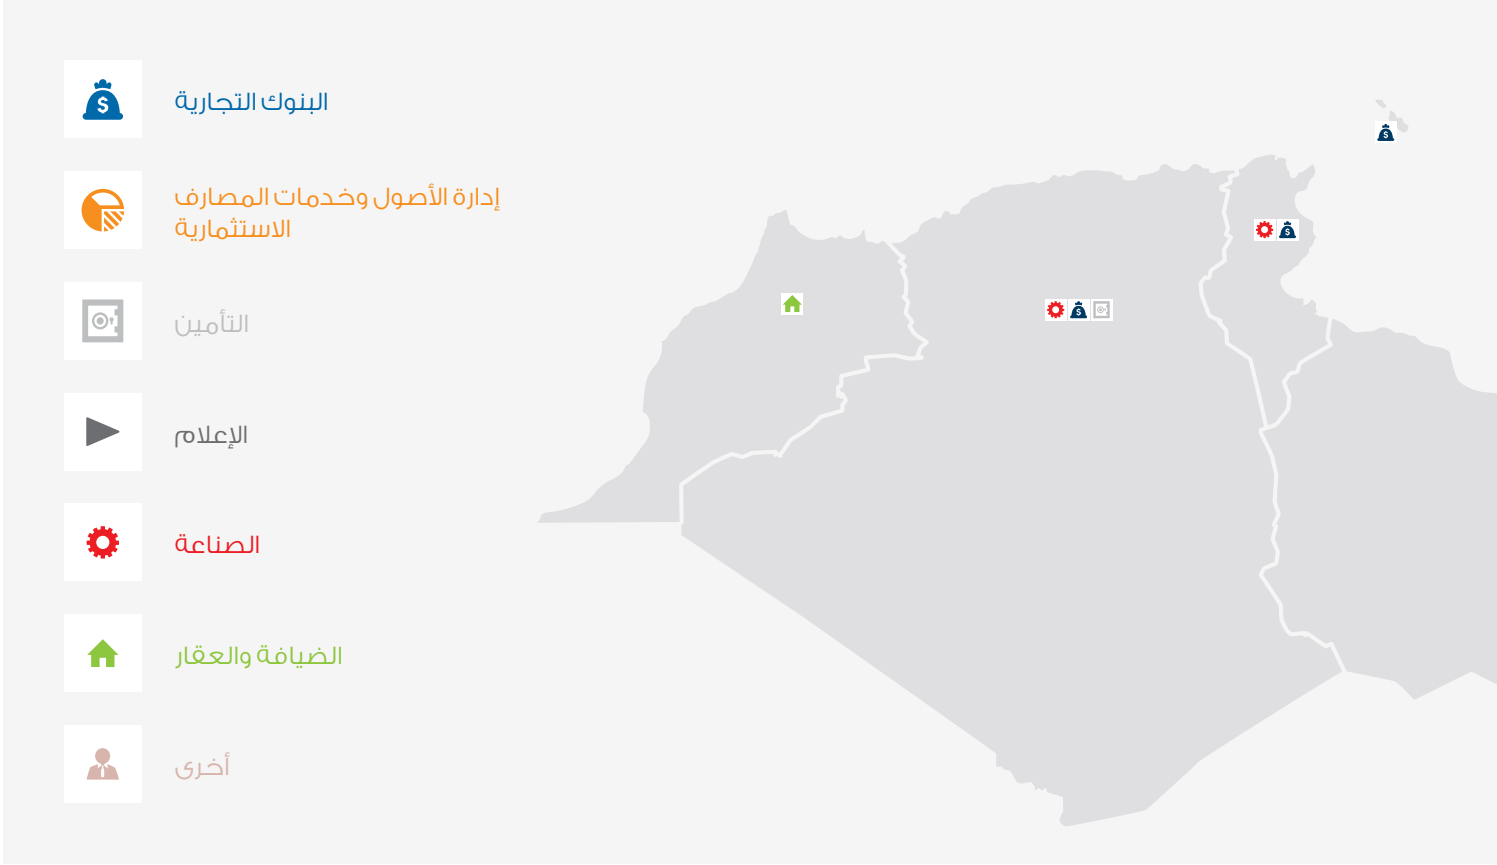 البنوك التجارية
إدارة الأصول وخدمات المصارف
الاستثمارية
التأمين
الإعلام
الصناعة
الضيافة والعقار
أخرى